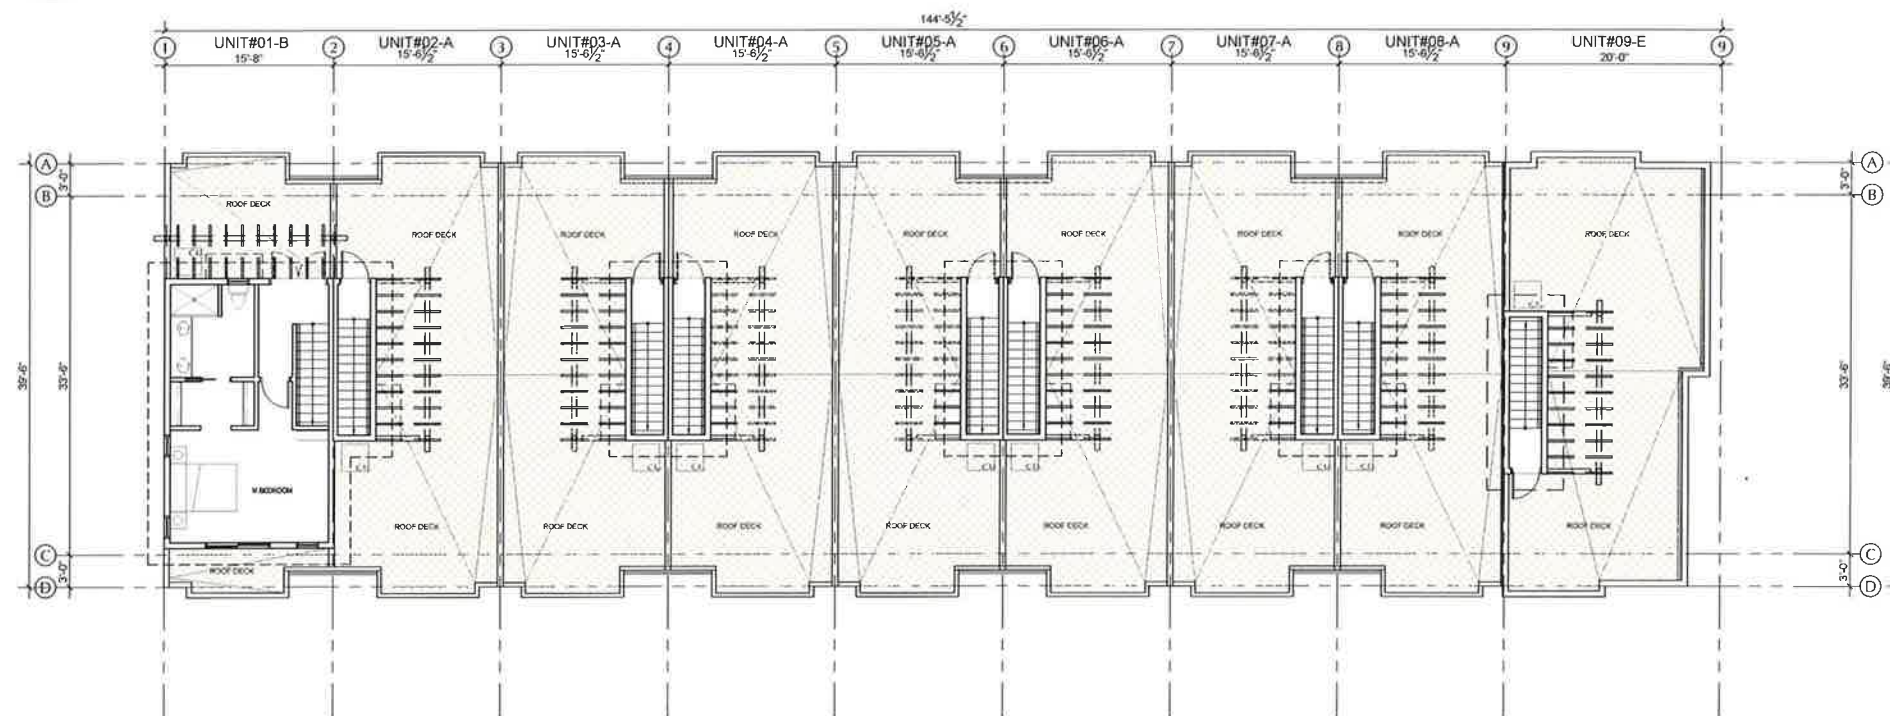 144'-5½"
1 UNIT#01-B 2 UNIT#02-A 3 UNIT#03-A 4 UNIT#04-A 5 UNIT#05-A 6 UNIT#06-A 7 UNIT#07-A 8 UNIT#08-A 9 UNIT#09-E 9
15'-8" 15'-6½" 15'-6½" 15'-6½" 15'-6½" 15'-6½" 15'-6½" 15'-6½" 20'-0"
A A
3'-0" 3'-0"
B B
ROOF DECK
ROOF DECK ROOF DECK ROOF DECK ROOF DECK ROOF DECK ROOF DECK ROOF DECK ROOF DECK
39'-6" 33'-6" 33'-6" 39'-6"
M.BEDROOM
ROOF DECK ROOF DECK ROOF DECK ROOF DECK ROOF DECK ROOF DECK ROOF DECK ROOF DECK
C C
ROOF DECK
3'-0" 3'-0"
D D